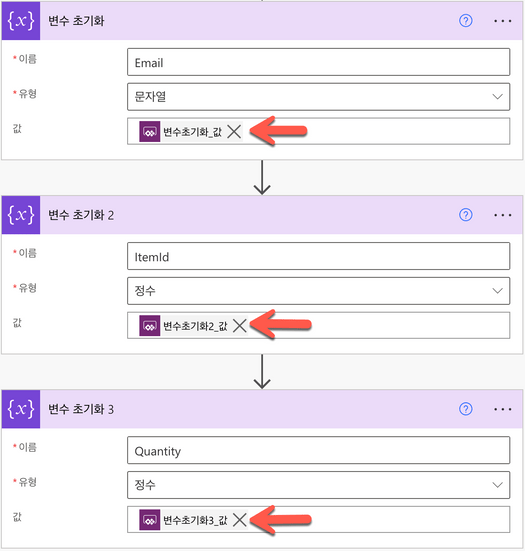 {x} 변수 초기화
* 이름 Email
* 유형 문자열
값 변수초기화_값
{x} 변수 초기화 2
* 이름 ItemId
* 유형 정수
값 변수초기화2_값
{x} 변수 초기화 3
* 이름 Quantity
* 유형 정수
값 변수초기화3_값